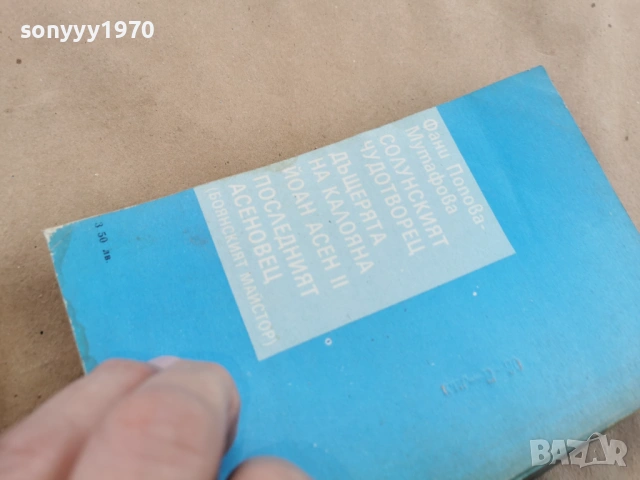 sonyyy1970
Фани Попова-
Мутафова
СОЛУНСКИЯТ
ЧУДОТВОРЕЦ
ДЪЩЕРЯТА
НА КАЛОЯНА
ЙОАН АСЕН II
ПОСЛЕДНИЯТ
АСЕНОВЕЦ
(БОЯНСКИЯТ МАЙСТОР)
3 50 лв.
BAZAR